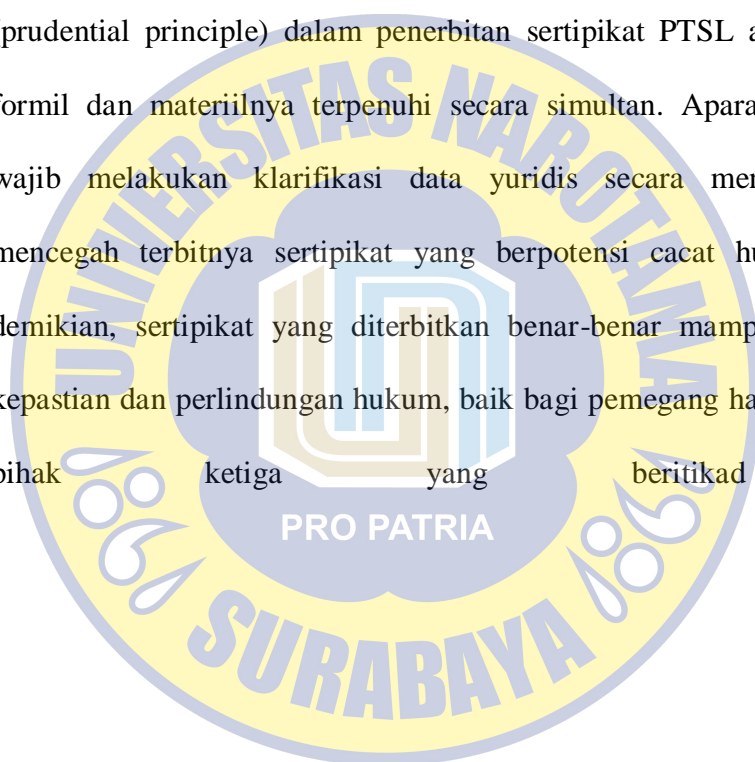 (prudential principle) dalam penerbitan sertipikat PTSL a
formil dan materiilnya terpenuhi secara simultan. Apara
wajib melakukan klarifikasi data yuridis secara men
mencegah terbitnya sertipikat yang berpotensi cacat hu
demikian, sertipikat yang diterbitkan benar-benar mamp
kepastian dan perlindungan hukum, baik bagi pemegang ha
pihak ketiga yang beritikad
UNIVERSITAS NAROTAMA
PRO PATRIA
SURABAYA